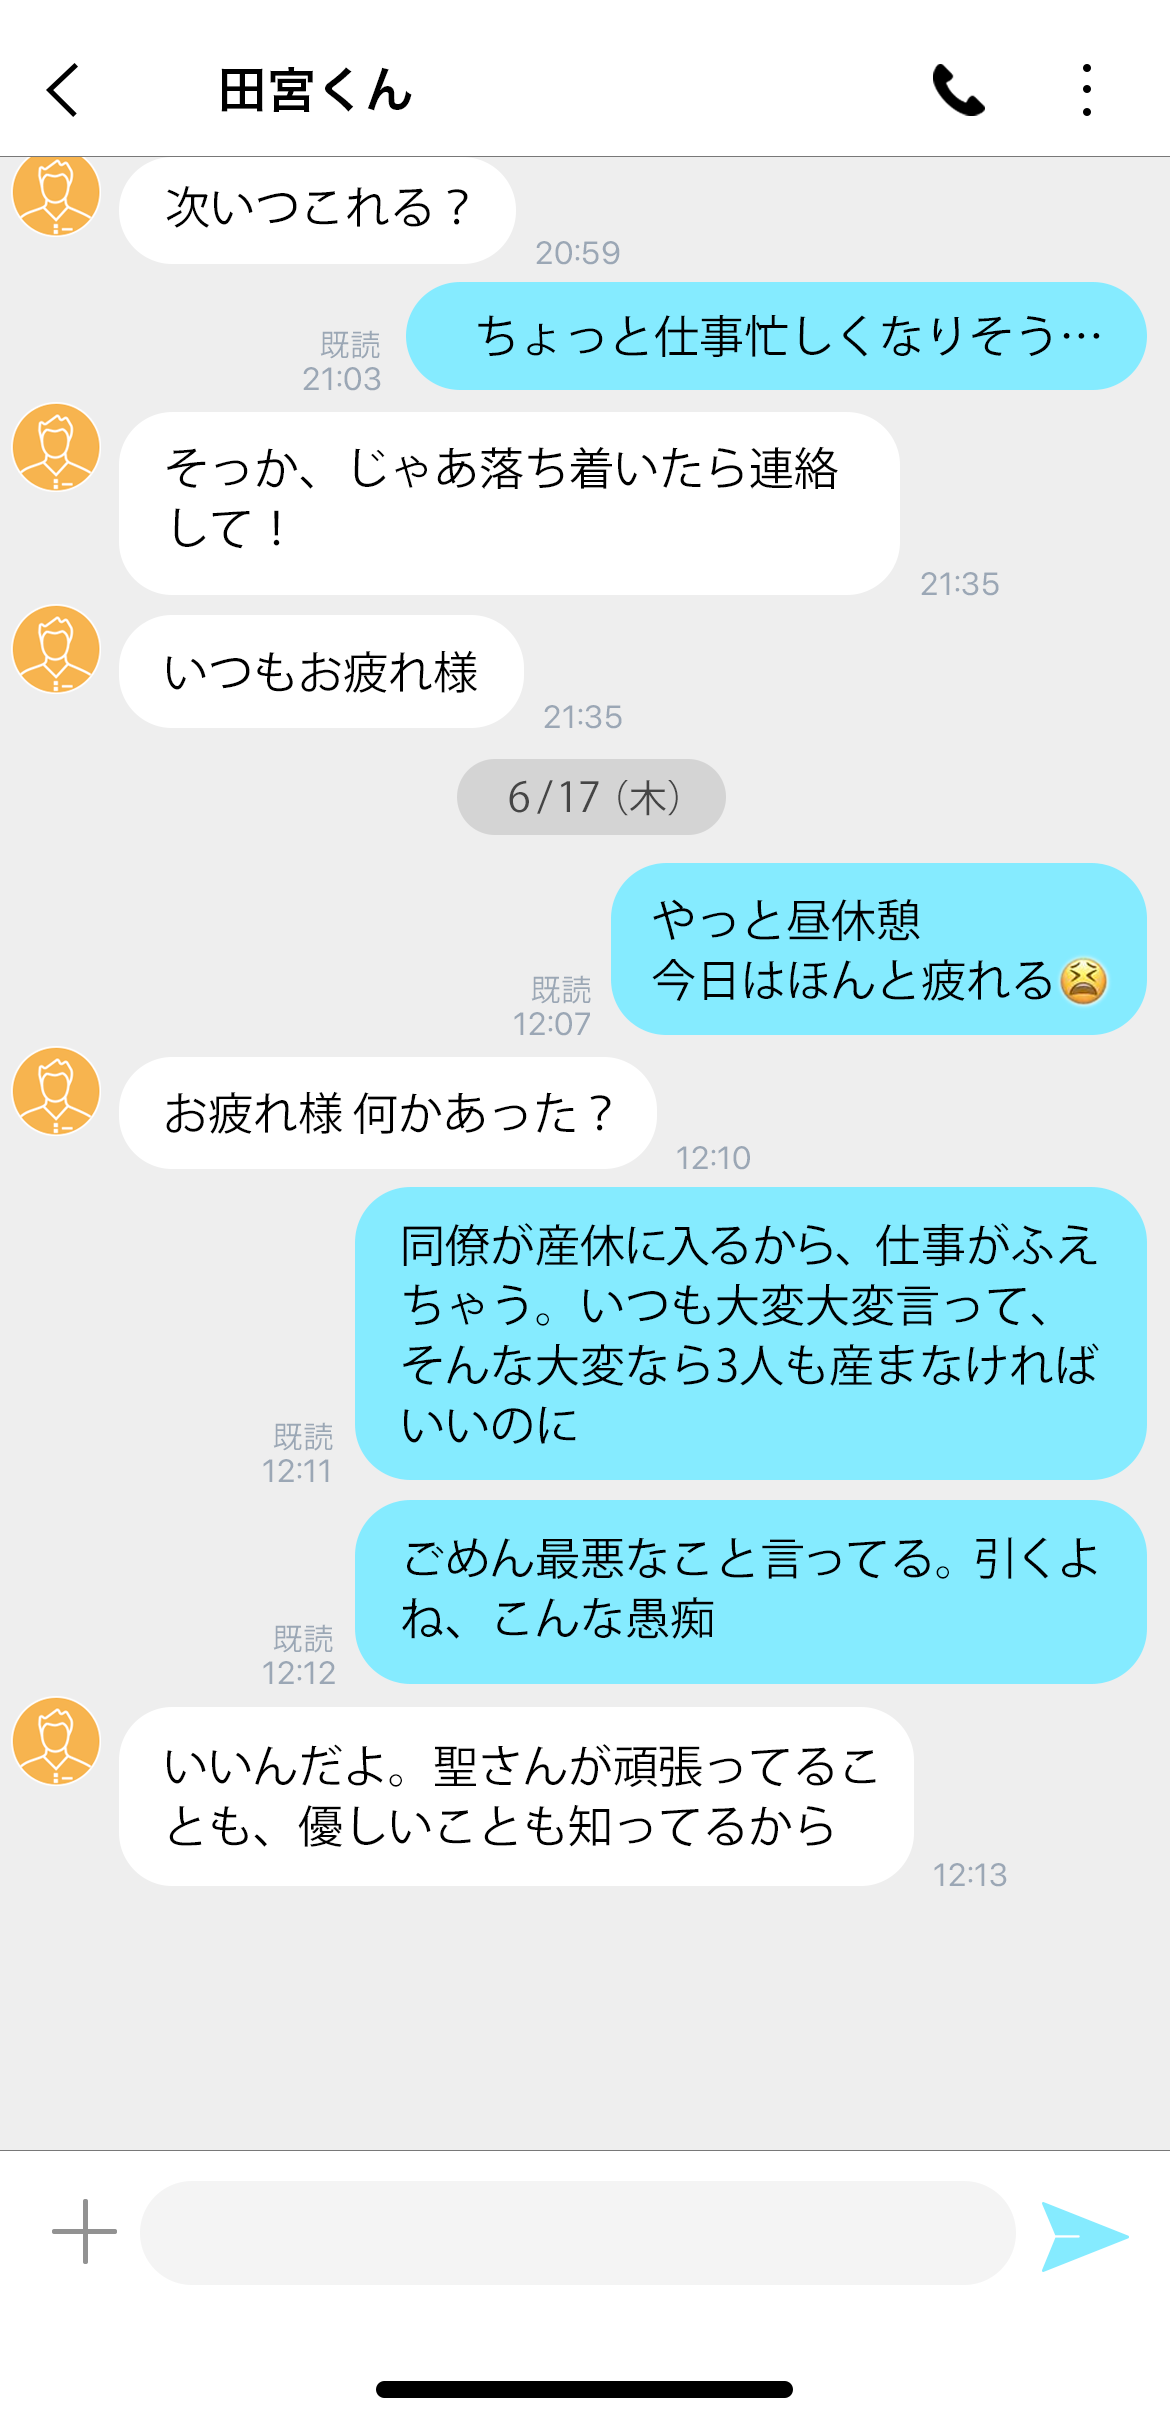 田宮くん
次いつこれる？
20:59
ちょっと仕事忙しくなりそう…
既読
21:03
そっか、じゃあ落ち着いたら連絡
して！
21:35
いつもお疲れ様
21:35
6/17（木）
やっと昼休憩
今日はほんと疲れる😫
既読
12:07
お疲れ様 何かあった？
12:10
同僚が産休に入るから、仕事がふえ
ちゃう。いつも大変大変言って、
そんな大変なら3人も産まなければ
いいのに
既読
12:11
ごめん最悪なこと言ってる。引くよ
ね、こんな愚痴
既読
12:12
いいんだよ。聖さんが頑張ってるこ
とも、優しいことも知ってるから
12:13